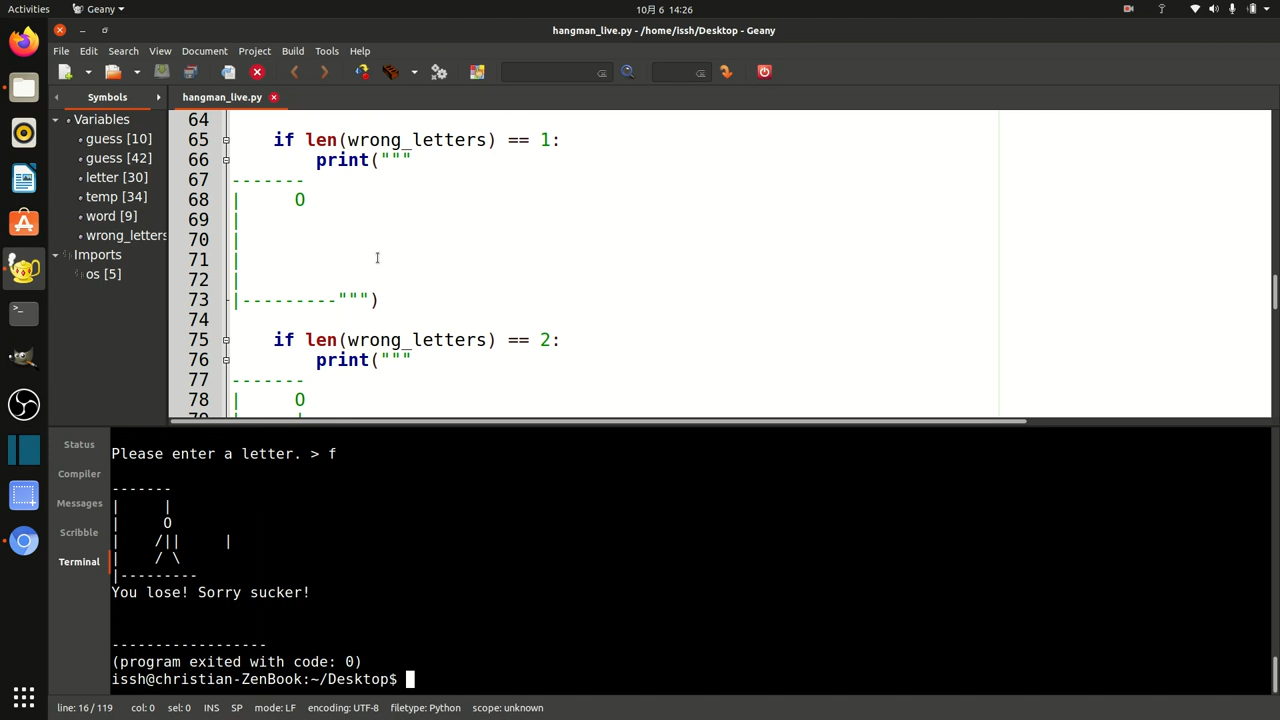 Activities
Geany
10月 6 14:26
hangman_live.py - /home/issh/Desktop - Geany
File Edit Search View Document Project Build Tools Help
Symbols
hangman_live.py
Variables
guess [10]
guess [42]
letter [30]
temp [34]
word [9]
wrong_letters
Imports
os [5]
64
65     if len(wrong_letters) == 1:
66         print("""
67 -------
68 |     O
69 |
70 |
71 |
72 |
73 |---------""")
74
75     if len(wrong_letters) == 2:
76         print("""
77 -------
78 |     O
Status
Compiler
Messages
Scribble
Terminal
Please enter a letter. > f
-------
|     |
|     O
|    /||     |
|    / \
|---------
You lose! Sorry sucker!
------------------
(program exited with code: 0)
issh@christian-ZenBook:~/Desktop$
line: 16 / 119 col: 0 sel: 0 INS SP mode: LF encoding: UTF-8 filetype: Python scope: unknown